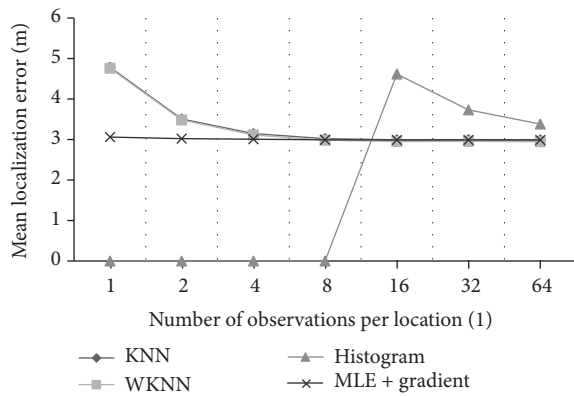 Mean localization error (m)
6
5
4
3
2
1
0
1 2 4 8 16 32 64
Number of observations per location (1)
KNN
WKNN
Histogram
MLE + gradient